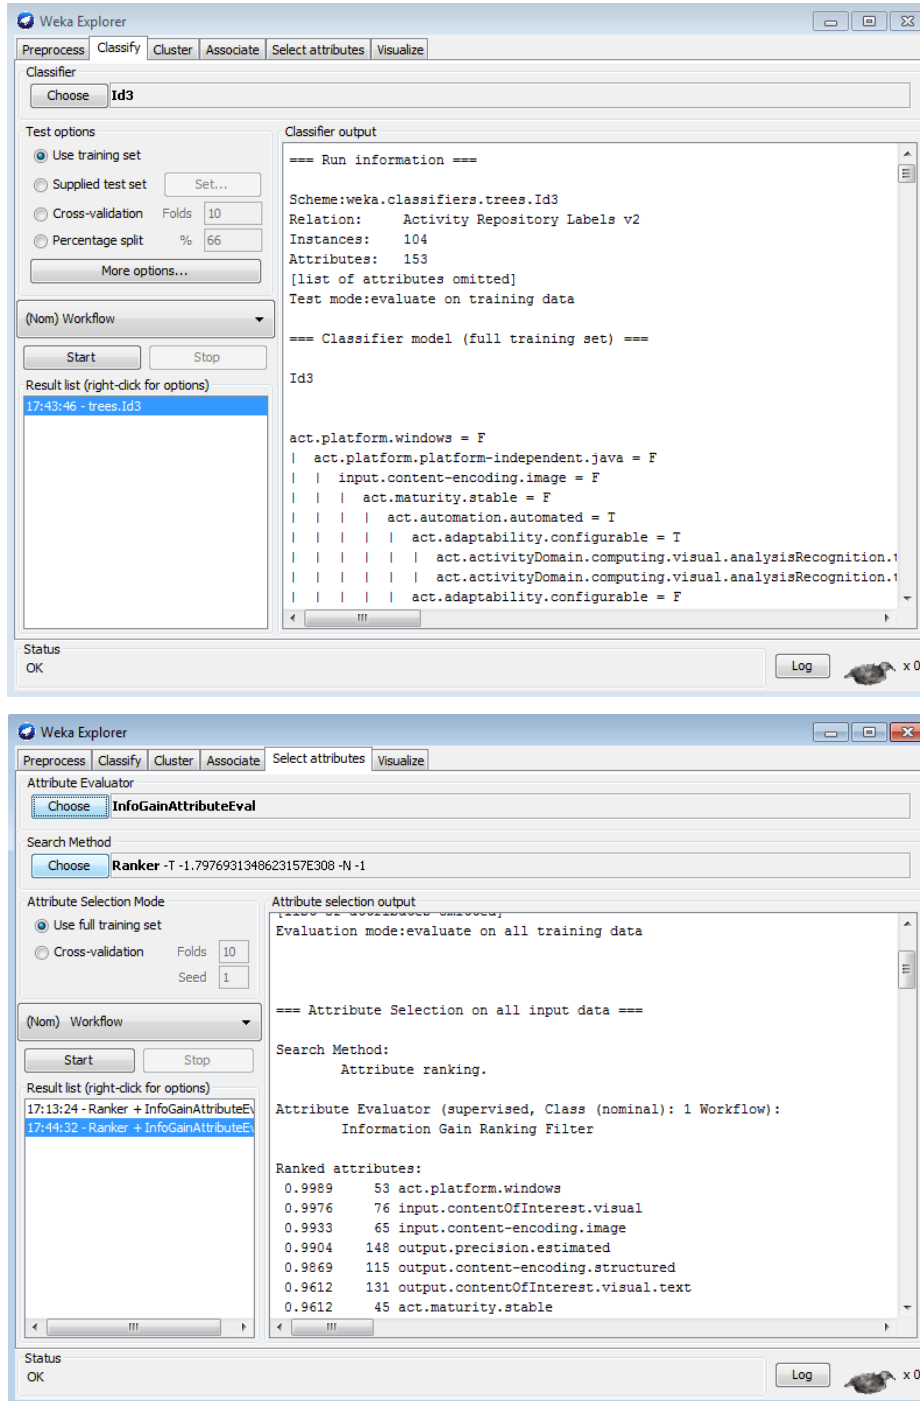 Weka Explorer
Preprocess Classify Cluster Associate Select attributes Visualize
Classifier
Choose Id3
Test options
Use training set
Supplied test set Set...
Cross-validation Folds 10
Percentage split % 66
More options...
(Nom) Workflow
Start Stop
Result list (right-click for options)
17:43:46 - trees.Id3
Classifier output
=== Run information ===
Scheme:weka.classifiers.trees.Id3
Relation: Activity Repository Labels v2
Instances: 104
Attributes: 153
[list of attributes omitted]
Test mode:evaluate on training data
=== Classifier model (full training set) ===
Id3
act.platform.windows = F
| act.platform.platform-independent.java = F
| | input.content-encoding.image = F
| | | act.maturity.stable = F
| | | | act.automation.automated = T
| | | | | act.adaptability.configurable = T
| | | | | | act.activityDomain.computing.visual.analysisRecognition.
| | | | | | act.activityDomain.computing.visual.analysisRecognition.
| | | | | act.adaptability.configurable = F
Status
OK
Log x 0
Weka Explorer
Preprocess Classify Cluster Associate Select attributes Visualize
Attribute Evaluator
Choose InfoGainAttributeEval
Search Method
Choose Ranker -T -1.7976931348623157E308 -N -1
Attribute Selection Mode
Use full training set
Cross-validation Folds 10
Seed 1
(Nom) Workflow
Start Stop
Result list (right-click for options)
17:13:24 - Ranker + InfoGainAttributeEv
17:44:32 - Ranker + InfoGainAttributeEv
Attribute selection output
[list of attributes omitted]
Evaluation mode:evaluate on all training data
=== Attribute Selection on all input data ===
Search Method:
Attribute ranking.
Attribute Evaluator (supervised, Class (nominal): 1 Workflow):
Information Gain Ranking Filter
Ranked attributes:
0.9989 53 act.platform.windows
0.9976 76 input.contentOfInterest.visual
0.9933 65 input.content-encoding.image
0.9904 148 output.precision.estimated
0.9869 115 output.content-encoding.structured
0.9612 131 output.contentOfInterest.visual.text
0.9612 45 act.maturity.stable
Status
OK
Log x 0